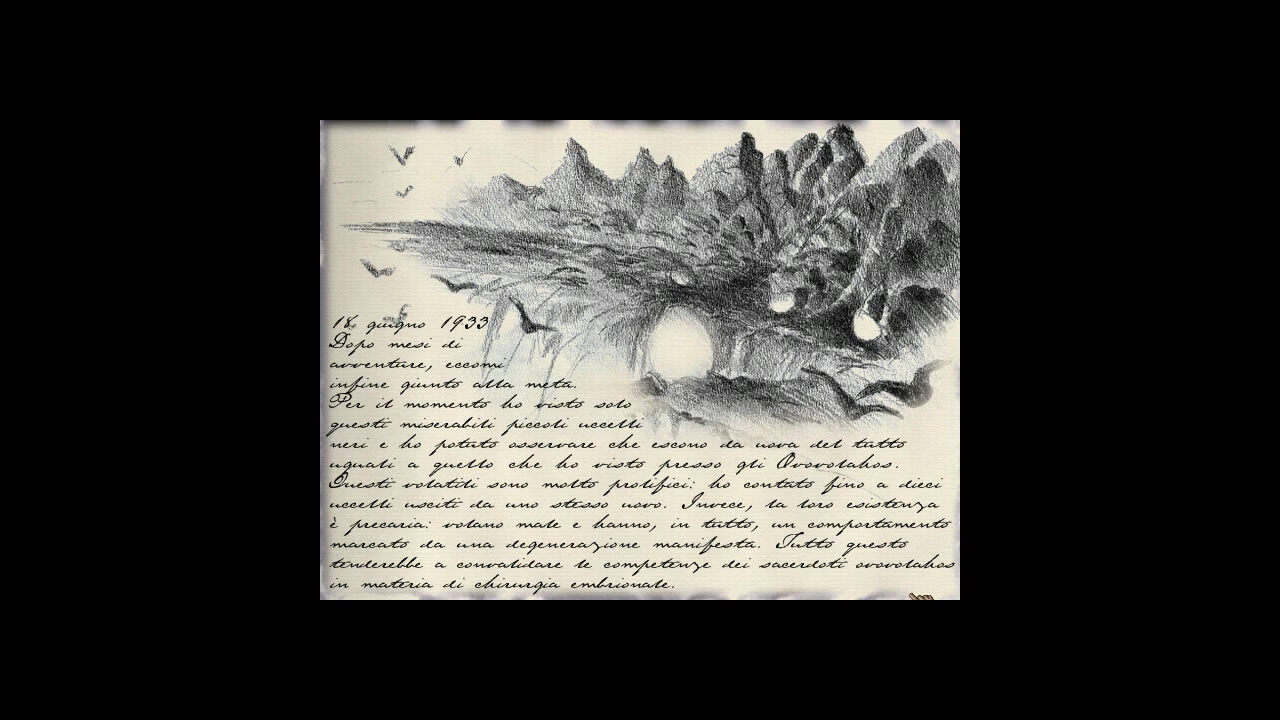 18 giugno 1933
Dopo mesi di
avventure, eccomi
infine giunto alla meta.
Per il momento ho visto solo
questi miserabili piccoli uccelli
neri e ho potuto osservare che escono da uova del tutto
uguali a quello che ho visto presso gli Ovovolahos.
Questi volatili sono molto prolifici: ho contato fino a dieci
uccelli usciti da uno stesso uovo. Invece, la loro esistenza
è precaria: volano male e hanno, in tutto, un comportamento
marcato da una degenerazione manifesta. Tutto questo
tenderebbe a convalidare le competenze dei sacerdoti ovovolahos
in materia di chirurgia embrionale.